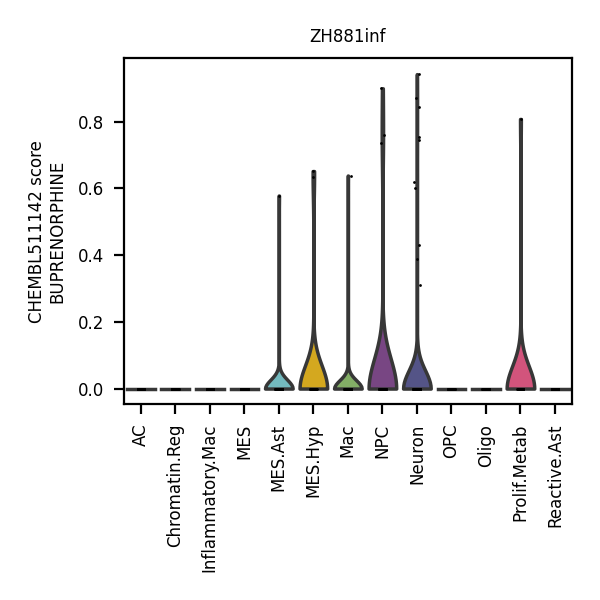 ZH881inf
CHEMBL511142 score
BUPRENORPHINE
0.8
0.6
0.4
0.2
0.0
AC
Chromatin.Reg
Inflammatory.Mac
MES
MES.Ast
MES.Hyp
Mac
NPC
Neuron
OPC
Oligo
Prolif.Metab
Reactive.Ast